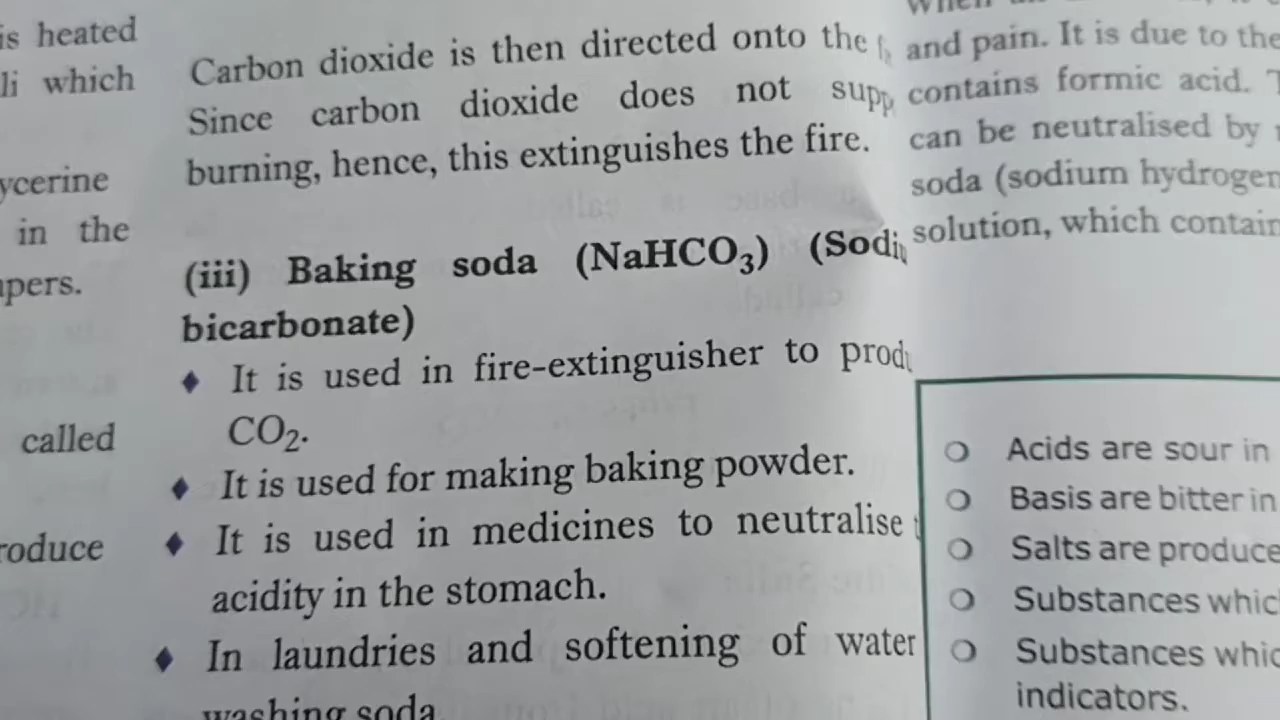 is heated
li which
ycerine
in the
pers.
called
roduce
Carbon dioxide is then directed onto the
Since carbon dioxide does not supp
burning, hence, this extinguishes the fire.
(iii) Baking soda (NaHCO₃) (Sodi
bicarbonate)
♦ It is used in fire-extinguisher to prod
CO₂.
♦ It is used for making baking powder.
♦ It is used in medicines to neutralise
acidity in the stomach.
♦ In laundries and softening of water
washing soda
and pain. It is due to the
contains formic acid.
can be neutralised by
soda (sodium hydrogen
solution, which contain
Acids are sour in
Basis are bitter in
Salts are produce
Substances whic
Substances whic
indicators.